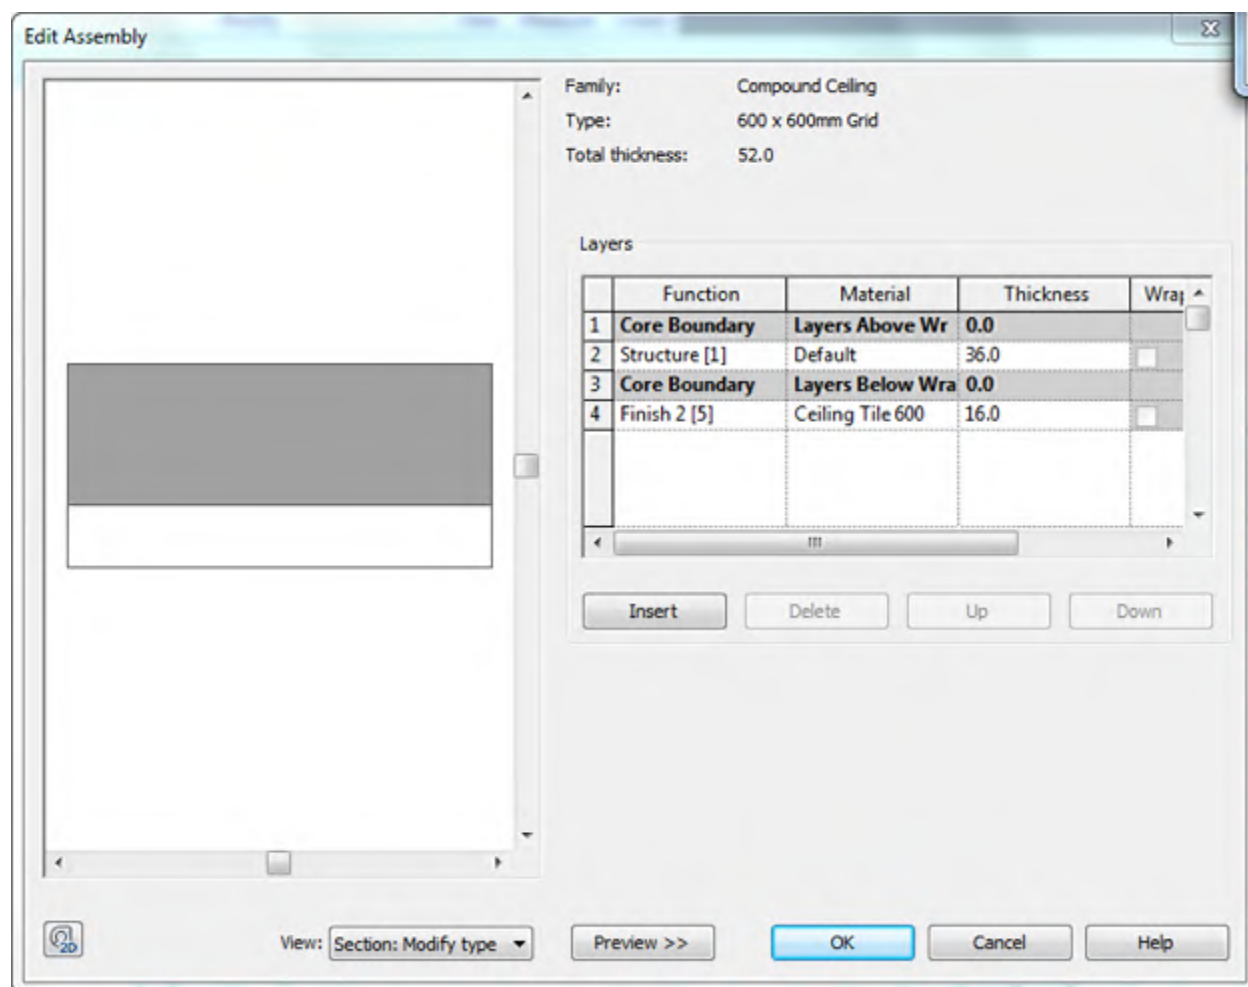 Edit Assembly
Family: Compound Ceiling
Type: 600 x 600mm Grid
Total thickness: 52.0
Layers
Function Material Thickness Wrap
1 Core Boundary Layers Above Wr 0.0
2 Structure [1] Default 36.0
3 Core Boundary Layers Below Wra 0.0
4 Finish 2 [5] Ceiling Tile 600 16.0
Insert Delete Up Down
2D View: Section: Modify type Preview >> OK Cancel Help